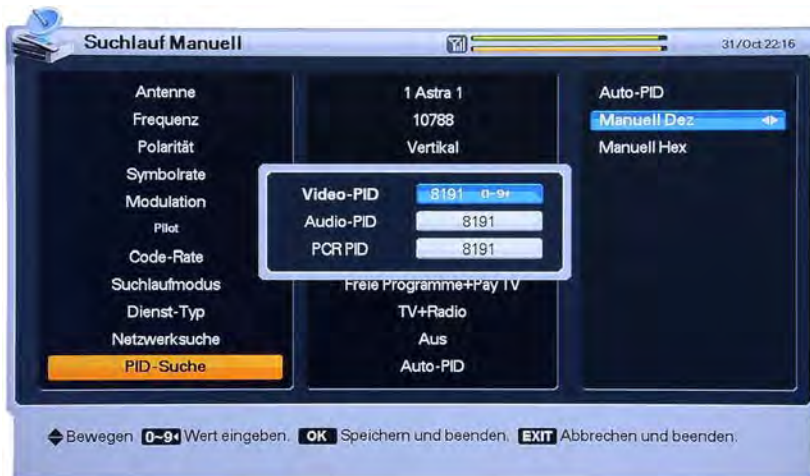 Suchlauf Manuell
31/Oct 22:16
Antenne 1 Astra 1 Auto-PID
Frequenz 10788 Manuell Dez
Polarität Vertikal Manuell Hex
Symbolrate
Modulation
Pilot
Code-Rate
Video-PID 8191 0~9
Audio-PID 8191
PCR PID 8191
Suchlaufmodus Freie Programme+Pay TV
Dienst-Typ TV+Radio
Netzwerksuche Aus
PID-Suche Auto-PID
Bewegen. 0~9 Wert eingeben. OK Speichern und beenden. EXIT Abbrechen und beenden.